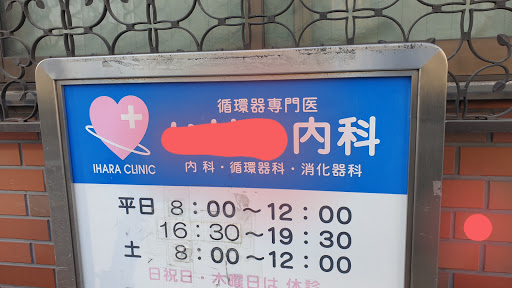 循環器専門医
内科
IHARA CLINIC
内科・循環器科・消化器科
平日 8:00～12:00
16:30～19:30
土 8:00～12:00
日祝日・水曜日は 休診